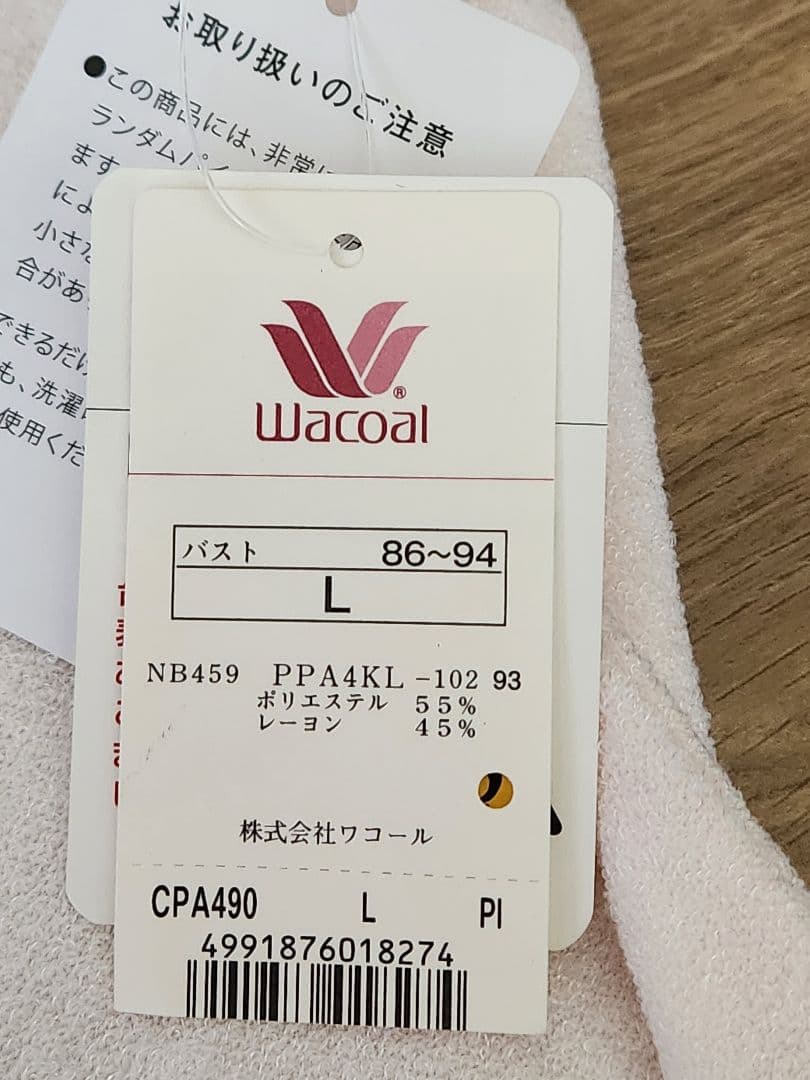 お取り扱いのご注意
●この商品には、非常に
ランダムパ
ます
によ
小さな
合があ
できるだけ
も、洗濯
使用くだ
Wacoal®
バスト 86～94
L
NB459 PPA4KL -102 93
ポリエステル 55%
レーヨン 45%
株式会社ワコール
CPA490 L PI
4991876018274